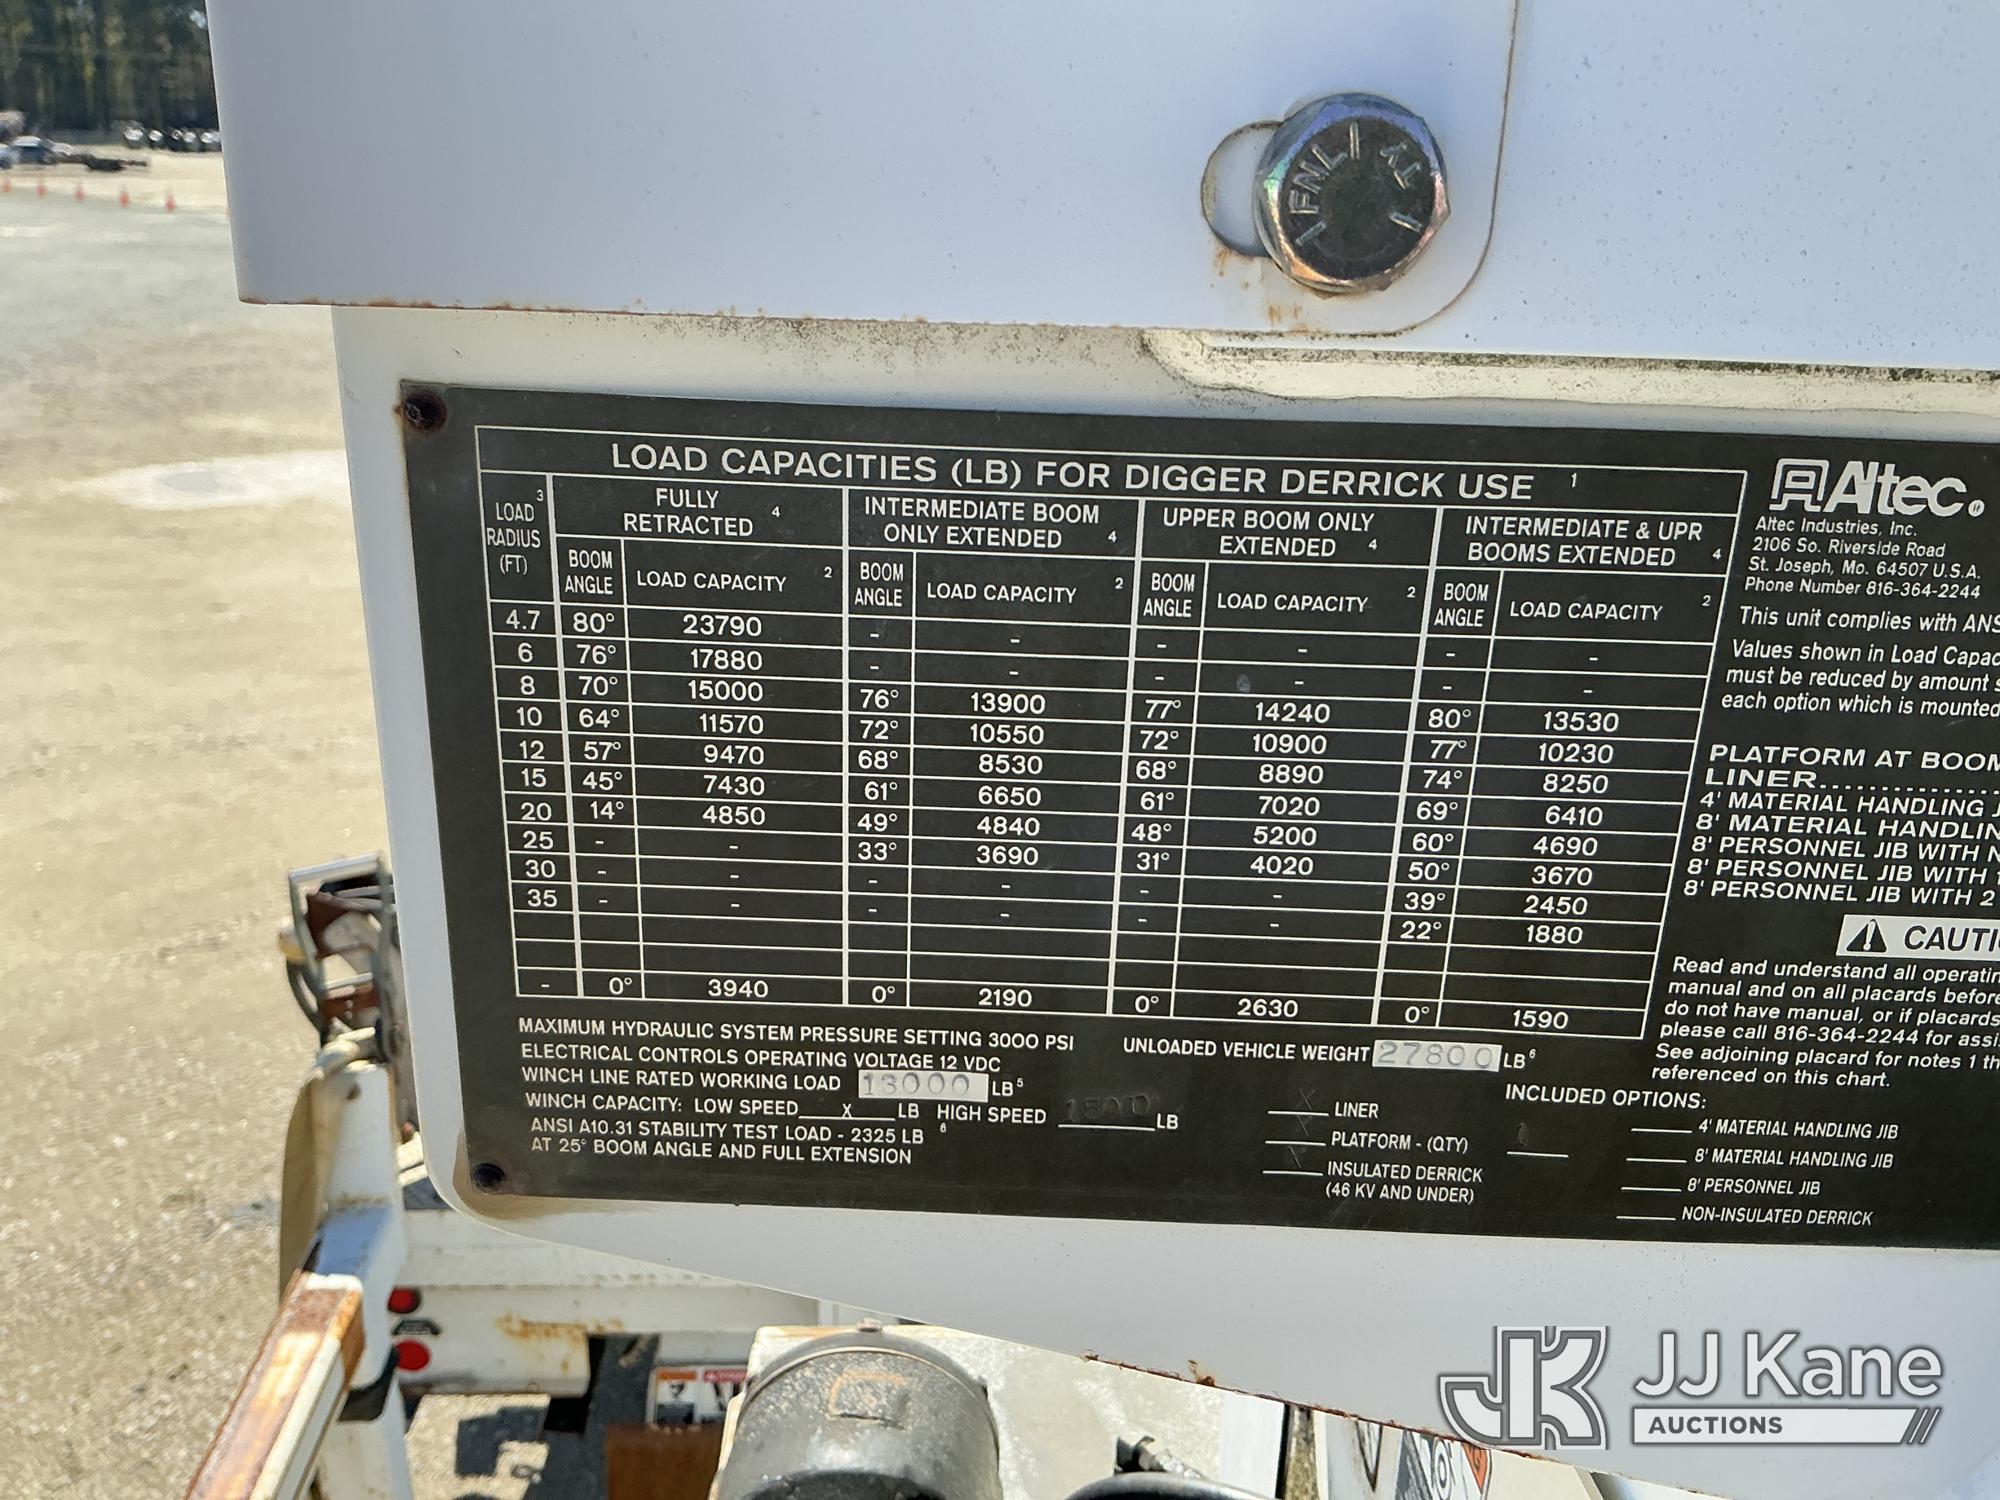 FNL
LOAD CAPACITIES (LB) FOR DIGGER DERRICK USE 1
LOAD RADIUS (FT) 3 | FULLY RETRACTED 4 | INTERMEDIATE BOOM ONLY EXTENDED 4 | UPPER BOOM ONLY EXTENDED 4 | INTERMEDIATE & UPR BOOMS EXTENDED 4
BOOM ANGLE | LOAD CAPACITY 2 | BOOM ANGLE | LOAD CAPACITY 2 | BOOM ANGLE | LOAD CAPACITY 2 | BOOM ANGLE | LOAD CAPACITY 2
4.7 80° 23790 - - - - - -
6 76° 17880 - - - - - -
8 70° 15000 76° 13900 77° 14240 80° 13530
10 64° 11570 72° 10550 72° 10900 77° 10230
12 57° 9470 68° 8530 68° 8890 74° 8250
15 45° 7430 61° 6650 61° 7020 69° 6410
20 14° 4850 49° 4840 48° 5200 60° 4690
25 - - 33° 3690 31° 4020 50° 3670
30 - - - - - - 39° 2450
35 - - - - - - 22° 1880
- 0° 3940 0° 2190 0° 2630 0° 1590
MAXIMUM HYDRAULIC SYSTEM PRESSURE SETTING 3000 PSI
ELECTRICAL CONTROLS OPERATING VOLTAGE 12 VDC
WINCH LINE RATED WORKING LOAD 13000 LB 5
WINCH CAPACITY: LOW SPEED X LB HIGH SPEED 15000 LB
ANSI A10.31 STABILITY TEST LOAD - 2325 LB 6
AT 25° BOOM ANGLE AND FULL EXTENSION
UNLOADED VEHICLE WEIGHT 27800 LB 6
INCLUDED OPTIONS:
X LINER
X PLATFORM - (QTY) 1
X INSULATED DERRICK
(46 KV AND UNDER)
4' MATERIAL HANDLING JIB
8' MATERIAL HANDLING JIB
8' PERSONNEL JIB
NON-INSULATED DERRICK
Altec.
Altec Industries, Inc.
2106 So. Riverside Road
St. Joseph, Mo. 64507 U.S.A.
Phone Number 816-364-2244
This unit complies with ANS
Values shown in Load Capac
must be reduced by amount s
each option which is mounted
PLATFORM AT BOOM
LINER
4' MATERIAL HANDLING J
8' MATERIAL HANDLIN
8' PERSONNEL JIB WITH N
8' PERSONNEL JIB WITH 1
8' PERSONNEL JIB WITH 2
CAUTI
Read and understand all operatin
manual and on all placards before
do not have manual, or if placards
please call 816-364-2244 for assi
See adjoining placard for notes 1 th
referenced on this chart.
JK JJ Kane
AUCTIONS